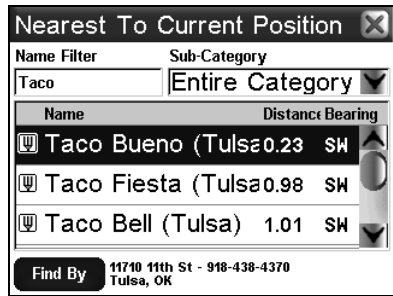 Nearest To Current Position
Name Filter Sub-Category
Taco Entire Category
Name Distance Bearing
Taco Bueno (Tulsa 0.23 SW
Taco Fiesta (Tulsa 0.98 SW
Taco Bell (Tulsa) 1.01 SW
Find By
11710 11th St - 918-438-4370
Tulsa, OK